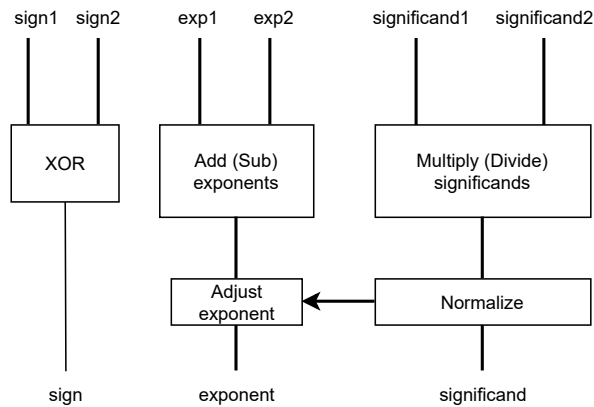 sign1 sign2 exp1 exp2 significand1 significand2
XOR
Add (Sub)
exponents
Multiply (Divide)
significands
Adjust
exponent
Normalize
sign exponent significand